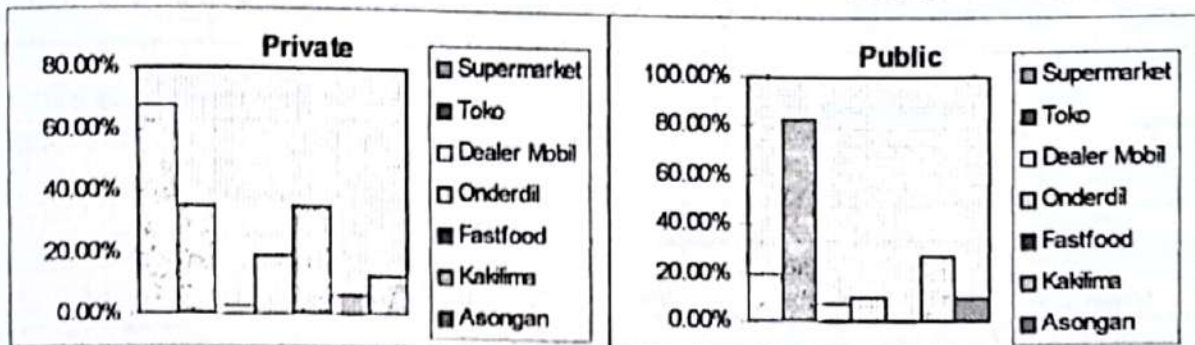 Private
80.00%
60.00%
40.00%
20.00%
0.00%
Supermarket
Toko
Dealer Mobil
Onderdil
Fastfood
Kakilima
Asongan
Public
100.00%
80.00%
60.00%
40.00%
20.00%
0.00%
Supermarket
Toko
Dealer Mobil
Onderdil
Fastfood
Kakilima
Asongan